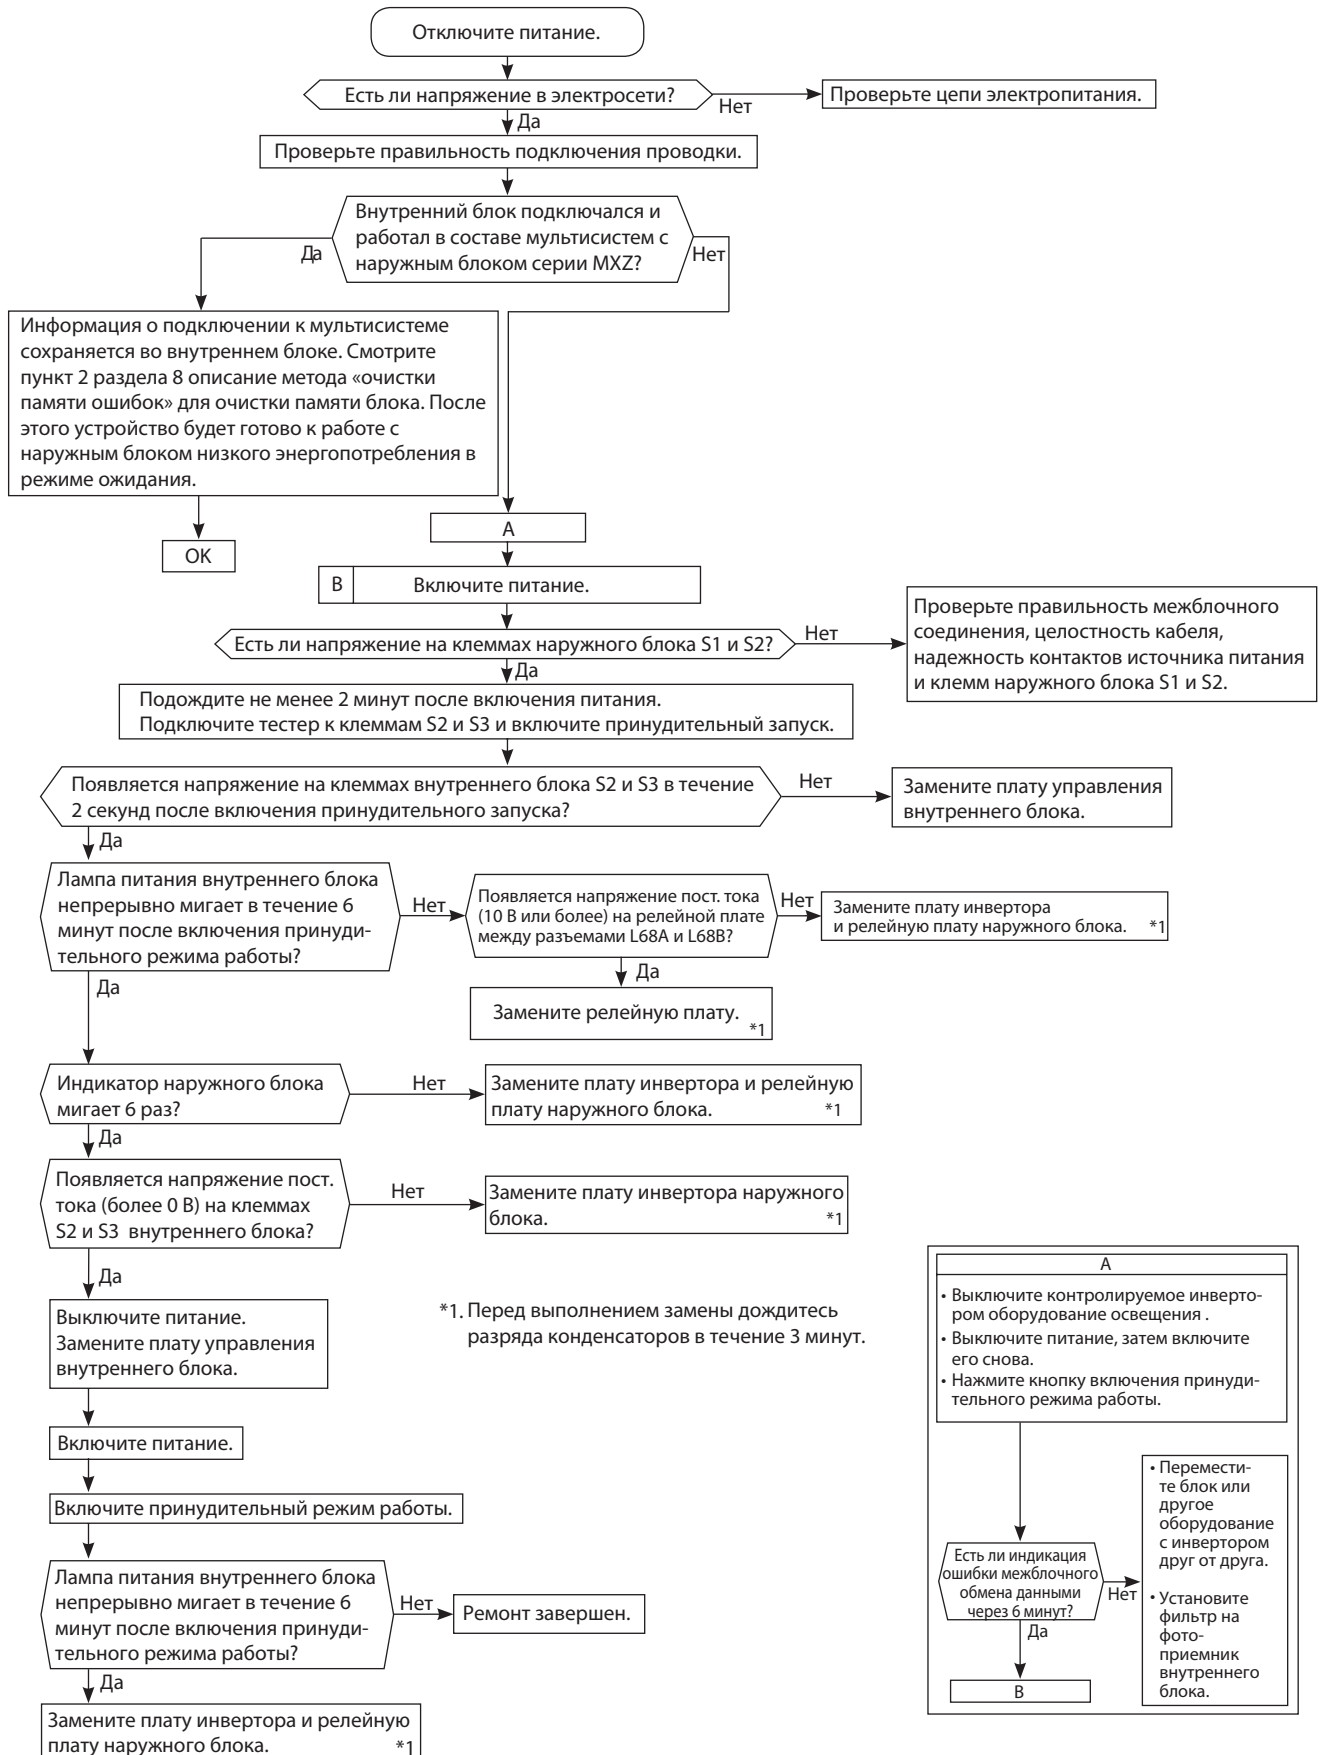 Отключите питание.
Есть ли напряжение в электросети?
Нет
Проверьте цепи электропитания.
Да
Проверьте правильность подключения проводки.
Внутренний блок подключался и
работал в составе мультисистем с
наружным блоком серии MXZ?
Да
Нет
Информация о подключении к мультисистеме
сохраняется во внутреннем блоке. Смотрите
пункт 2 раздела 8 описание метода «очистки
памяти ошибок» для очистки памяти блока. После
этого устройство будет готово к работе с
наружным блоком низкого энергопотребления в
режиме ожидания.
OK
A
B
Включите питание.
Есть ли напряжение на клеммах наружного блока S1 и S2?
Нет
Проверьте правильность межблочного
соединения, целостность кабеля,
надежность контактов источника питания
и клемм наружного блока S1 и S2.
Да
Подождите не менее 2 минут после включения питания.
Подключите тестер к клеммам S2 и S3 и включите принудительный запуск.
Появляется напряжение на клеммах внутреннего блока S2 и S3 в течение
2 секунд после включения принудительного запуска?
Нет
Замените плату управления
внутреннего блока.
Да
Лампа питания внутреннего блока
непрерывно мигает в течение 6
минут после включения принуди-
тельного режима работы?
Нет
Появляется напряжение пост. тока
(10 В или более) на релейной плате
между разъемами L68A и L68B?
Нет
Замените плату инвертора
и релейную плату наружного блока. *1
Да
Замените релейную плату.
*1
Да
Индикатор наружного блока
мигает 6 раз?
Нет
Замените плату инвертора и релейную
плату наружного блока. *1
Да
Появляется напряжение пост.
тока (более 0 В) на клеммах
S2 и S3 внутреннего блока?
Нет
Замените плату инвертора наружного
блока. *1
Да
Выключите питание.
Замените плату управления
внутреннего блока.
*1. Перед выполнением замены дождитесь
разряда конденсаторов в течение 3 минут.
Включите питание.
Включите принудительный режим работы.
Лампа питания внутреннего блока
непрерывно мигает в течение 6
минут после включения принуди-
тельного режима работы?
Нет
Ремонт завершен.
Да
Замените плату инвертора и релейную
плату наружного блока. *1
A
• Выключите контролируемое инверто-
ром оборудование освещения .
• Выключите питание, затем включите
его снова.
• Нажмите кнопку включения принуди-
тельного режима работы.
Есть ли индикация
ошибки межблочного
обмена данными
через 6 минут?
Нет
• Перемести-
те блок или
другое
оборудование
с инвертором
друг от друга.
• Установите
фильтр на
фото-
приемник
внутреннего
блока.
Да
B